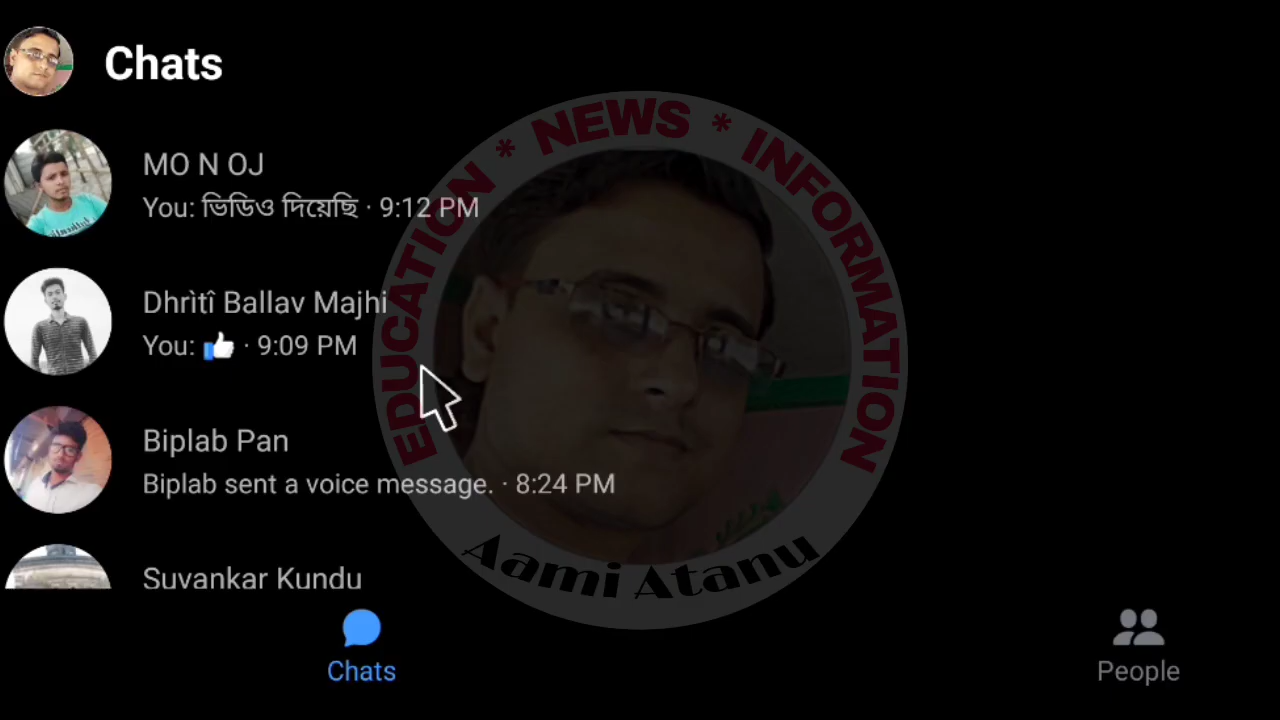 Chats
MO N OJ
You: ভিডিও দিয়েছি · 9:12 PM
Dhrìtî Ballav Majhi
You: 👍 · 9:09 PM
Biplab Pan
Biplab sent a voice message. · 8:24 PM
Suvankar Kundu
EDUCATION * NEWS * INFORMATION
Aami Atanu
Chats
People